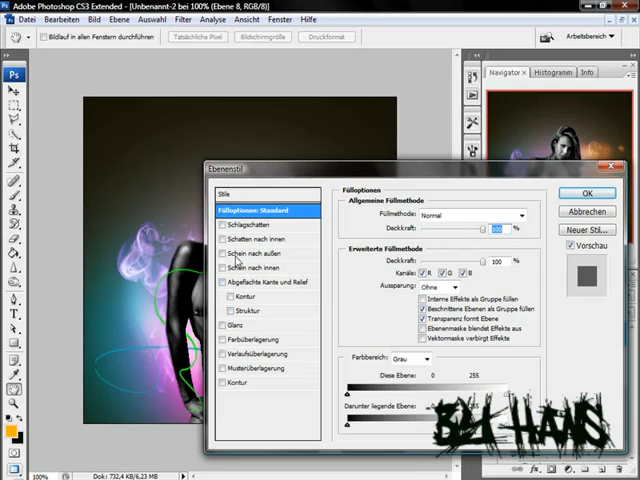 Adobe Photoshop CS3 Extended - [Unbenannt-2 bei 100% (Ebene 8, RGB/8)]
Datei Bearbeiten Bild Ebene Auswahl Filter Analyse Ansicht Fenster Hilfe
Bildlauf in allen Fenstern durchführen Tatsächliche Pixel Bildschirmgröße Druckformat Arbeitsbereich
Ps
Navigator Histogramm Info
Ebenenstil
Stile
Fülloptionen: Standard
Schlagschatten
Schatten nach innen
Schein nach außen
Schein nach innen
Abgeflachte Kante und Relief
Kontur
Struktur
Glanz
Farbüberlagerung
Verlaufsüberlagerung
Musterüberlagerung
Kontur
Fülloptionen
Allgemeine Füllmethode
Füllmethode: Normal
Deckkraft: 100 %
Erweiterte Füllmethode
Deckkraft: 100 %
Kanäle: R G B
Aussparung: Ohne
Interne Effekte als Gruppe füllen
Beschnittene Ebenen als Gruppe füllen
Transparenz formt Ebene
Ebenenmaske blendet Effekte aus
Vektormaske verbirgt Effekte
Farbbereich: Grau
Diese Ebene: 0 255
Darunter liegende Ebene: 0
OK
Abbrechen
Neuer Stil...
Vorschau
BY HANS
100% Dok: 732,4 KB/6,23 MB